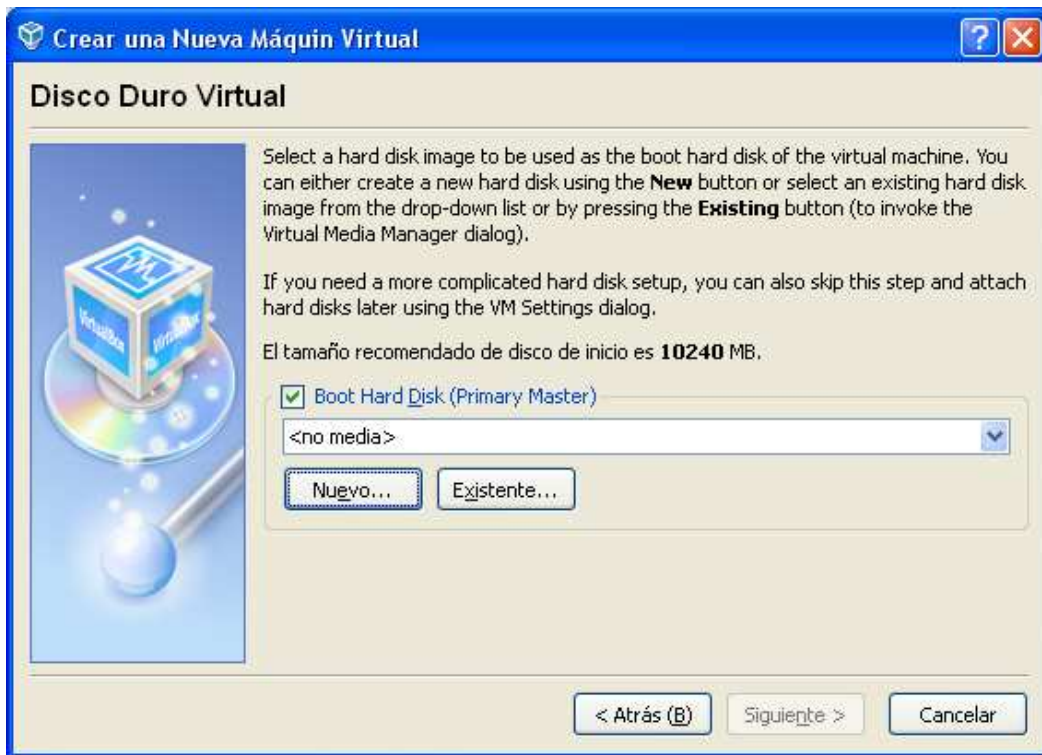 Crear una Nueva Máquin Virtual
Disco Duro Virtual
Select a hard disk image to be used as the boot hard disk of the virtual machine. You
can either create a new hard disk using the New button or select an existing hard disk
image from the drop-down list or by pressing the Existing button (to invoke the
Virtual Media Manager dialog).
If you need a more complicated hard disk setup, you can also skip this step and attach
hard disks later using the VM Settings dialog.
El tamaño recomendado de disco de inicio es 10240 MB.
Boot Hard Disk (Primary Master)
<no media>
Nuevo... Existente...
VirtualBox VirtualBox
< Atrás (B) Siguiente > Cancelar